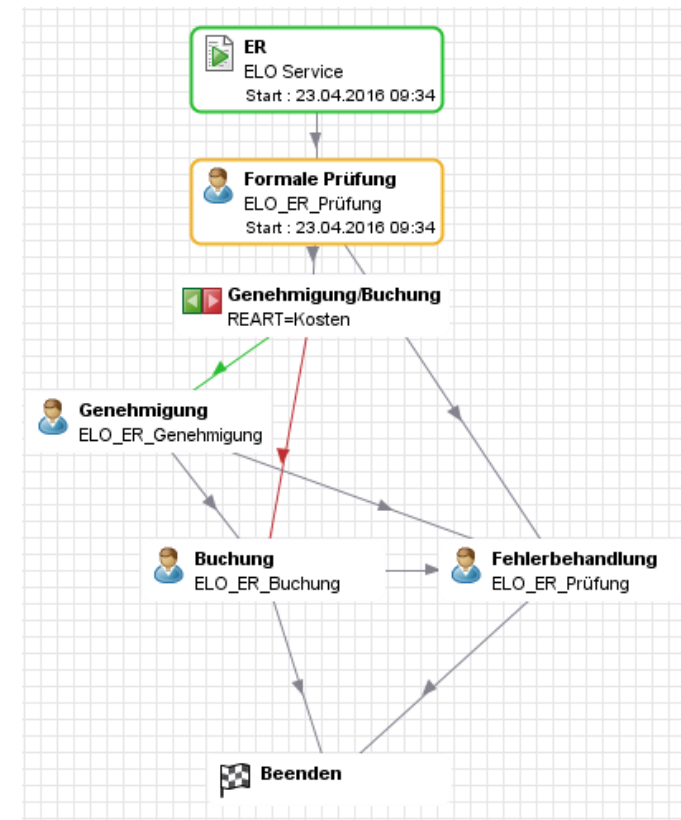 ER
ELO Service
Start : 23.04.2016 09:34
Formale Prüfung
ELO_ER_Prüfung
Start : 23.04.2016 09:34
Genehmigung/Buchung
REART=Kosten
Genehmigung
ELO_ER_Genehmigung
Buchung
ELO_ER_Buchung
Fehlerbehandlung
ELO_ER_Prüfung
Beenden